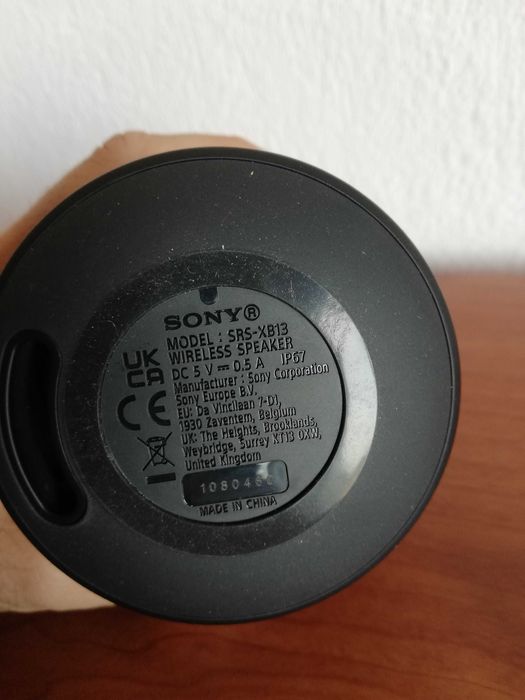 SONY®
MODEL : SRS-XB13
WIRELESS SPEAKER
DC 5 V ⎓ 0.5 A IP67
Manufacturer : Sony Corporation
Sony Europe B.V.
EU: Da Vincilaan 7-D1,
1930 Zaventem, Belgium
UK: The Heights, Brooklands,
Weybridge, Surrey KT13 0XW,
United Kingdom
UK
CA
CE
MADE IN CHINA